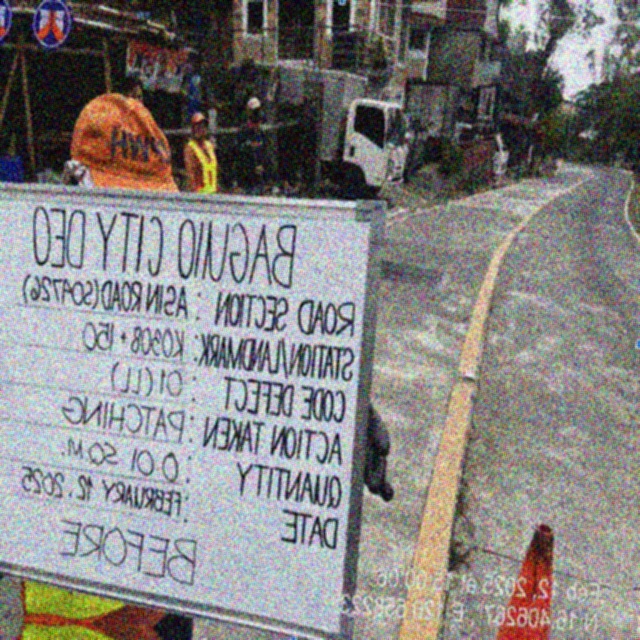 BAGUIO CITY DEO
ROAD SECTION : ASIN ROAD (S04726)
STATION/LANDMARK : K0308 + 150
CODE DEFECT : 01 (LL)
ACTION TAKEN : PATCHING
QUANTITY : 0.01 SQ.M.
DATE : FEBRUARY 12, 2025
BEFORE